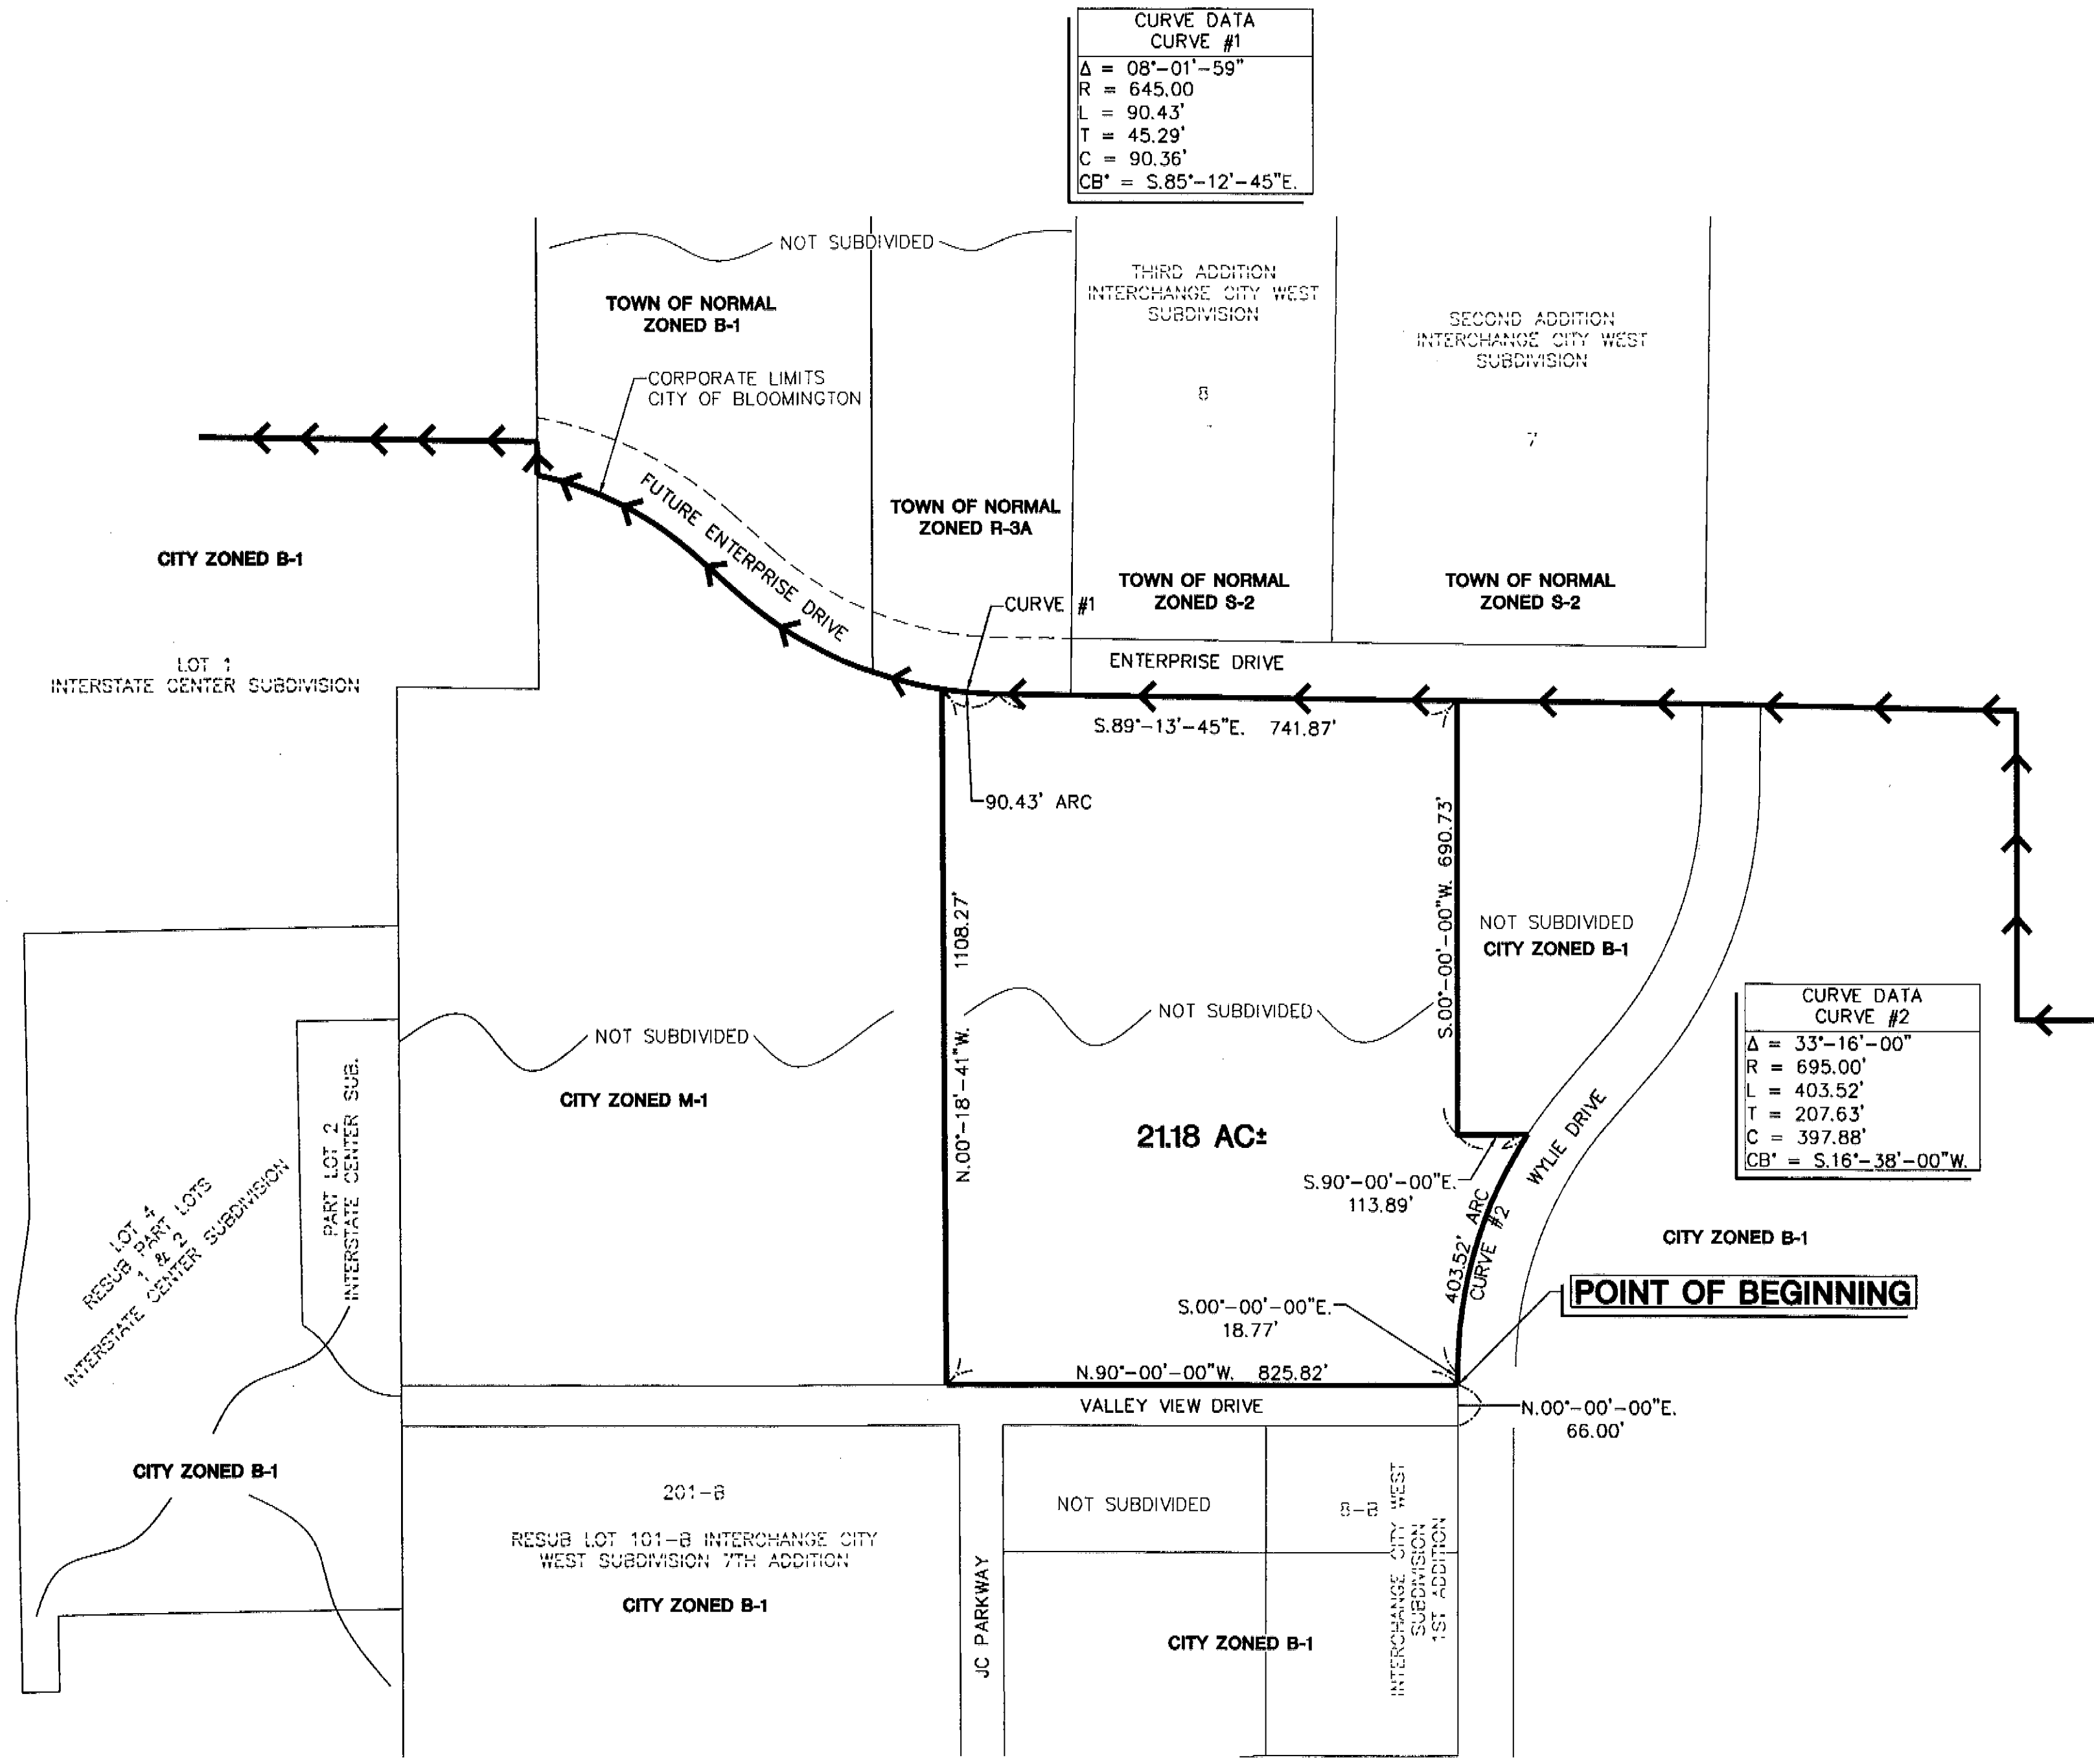 CURVE DATA
CURVE #1
Δ = 08°-01'-59"
R = 645.00
L = 90.43'
T = 45.29'
C = 90.36'
CB° = S.85°-12'-45"E.
NOT SUBDIVIDED
TOWN OF NORMAL
ZONED B-1
THIRD ADDITION
INTERCHANGE CITY WEST
SUBDIVISION
8
SECOND ADDITION
INTERCHANGE CITY WEST
SUBDIVISION
7
CORPORATE LIMITS
CITY OF BLOOMINGTON
FUTURE ENTERPRISE DRIVE
TOWN OF NORMAL
ZONED R-3A
CITY ZONED B-1
TOWN OF NORMAL
ZONED S-2
TOWN OF NORMAL
ZONED S-2
CURVE #1
LOT 1
INTERSTATE CENTER SUBDIVISION
ENTERPRISE DRIVE
S.89°-13'-45"E. 741.87'
90.43' ARC
S.00°-00'-00"W. 690.73'
N.00°-18'-41"W. 1108.27'
NOT SUBDIVIDED
CITY ZONED B-1
NOT SUBDIVIDED
NOT SUBDIVIDED
CITY ZONED M-1
21.18 AC±
CURVE DATA
CURVE #2
Δ = 33°-16'-00"
R = 695.00'
L = 403.52'
T = 207.63'
C = 397.88'
CB° = S.16°-38'-00"W.
WYLIE DRIVE
PART LOT 2
INTERSTATE CENTER SUB.
LOT 4
RESUB PART LOTS
1 & 2
INTERSTATE CENTER SUBDIVISION
S.90°-00'-00"E.
113.89'
403.52' ARC
CURVE #2
CITY ZONED B-1
POINT OF BEGINNING
S.00°-00'-00"E.
18.77'
N.90°-00'-00"W. 825.82'
VALLEY VIEW DRIVE
N.00°-00'-00"E.
66.00'
CITY ZONED B-1
201-B
RESUB LOT 101-B INTERCHANGE CITY
WEST SUBDIVISION 7TH ADDITION
CITY ZONED B-1
JC PARKWAY
NOT SUBDIVIDED
8-B
INTERCHANGE CITY WEST
SUBDIVISION
1ST ADDITION
CITY ZONED B-1